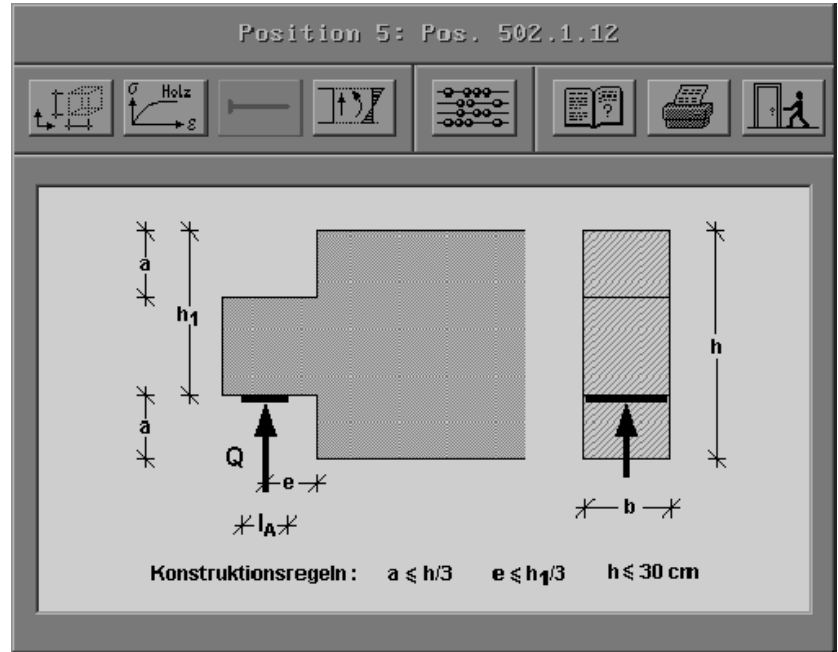 Position 5: Pos. 502.1.12
σ Holz
ε
?
a
h1
h
a
Q
e
b
lA
Konstruktionsregeln : a ⩽ h/3 e ⩽ h1/3 h ⩽ 30 cm